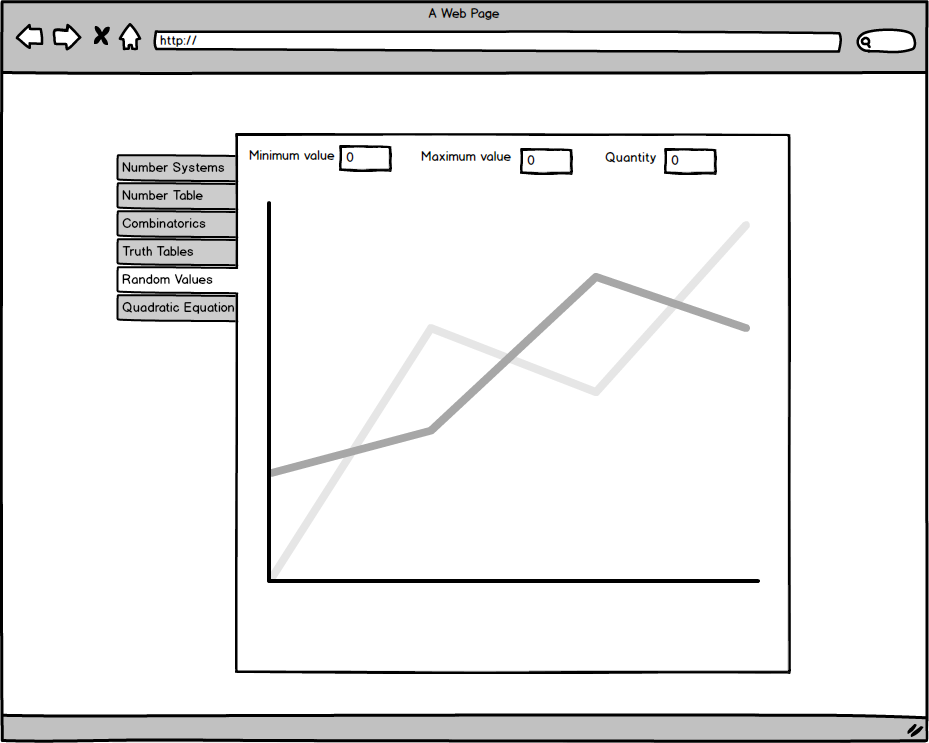 A Web Page
http://
Minimum value 0 Maximum value 0 Quantity 0
Number Systems
Number Table
Combinatorics
Truth Tables
Random Values
Quadratic Equation